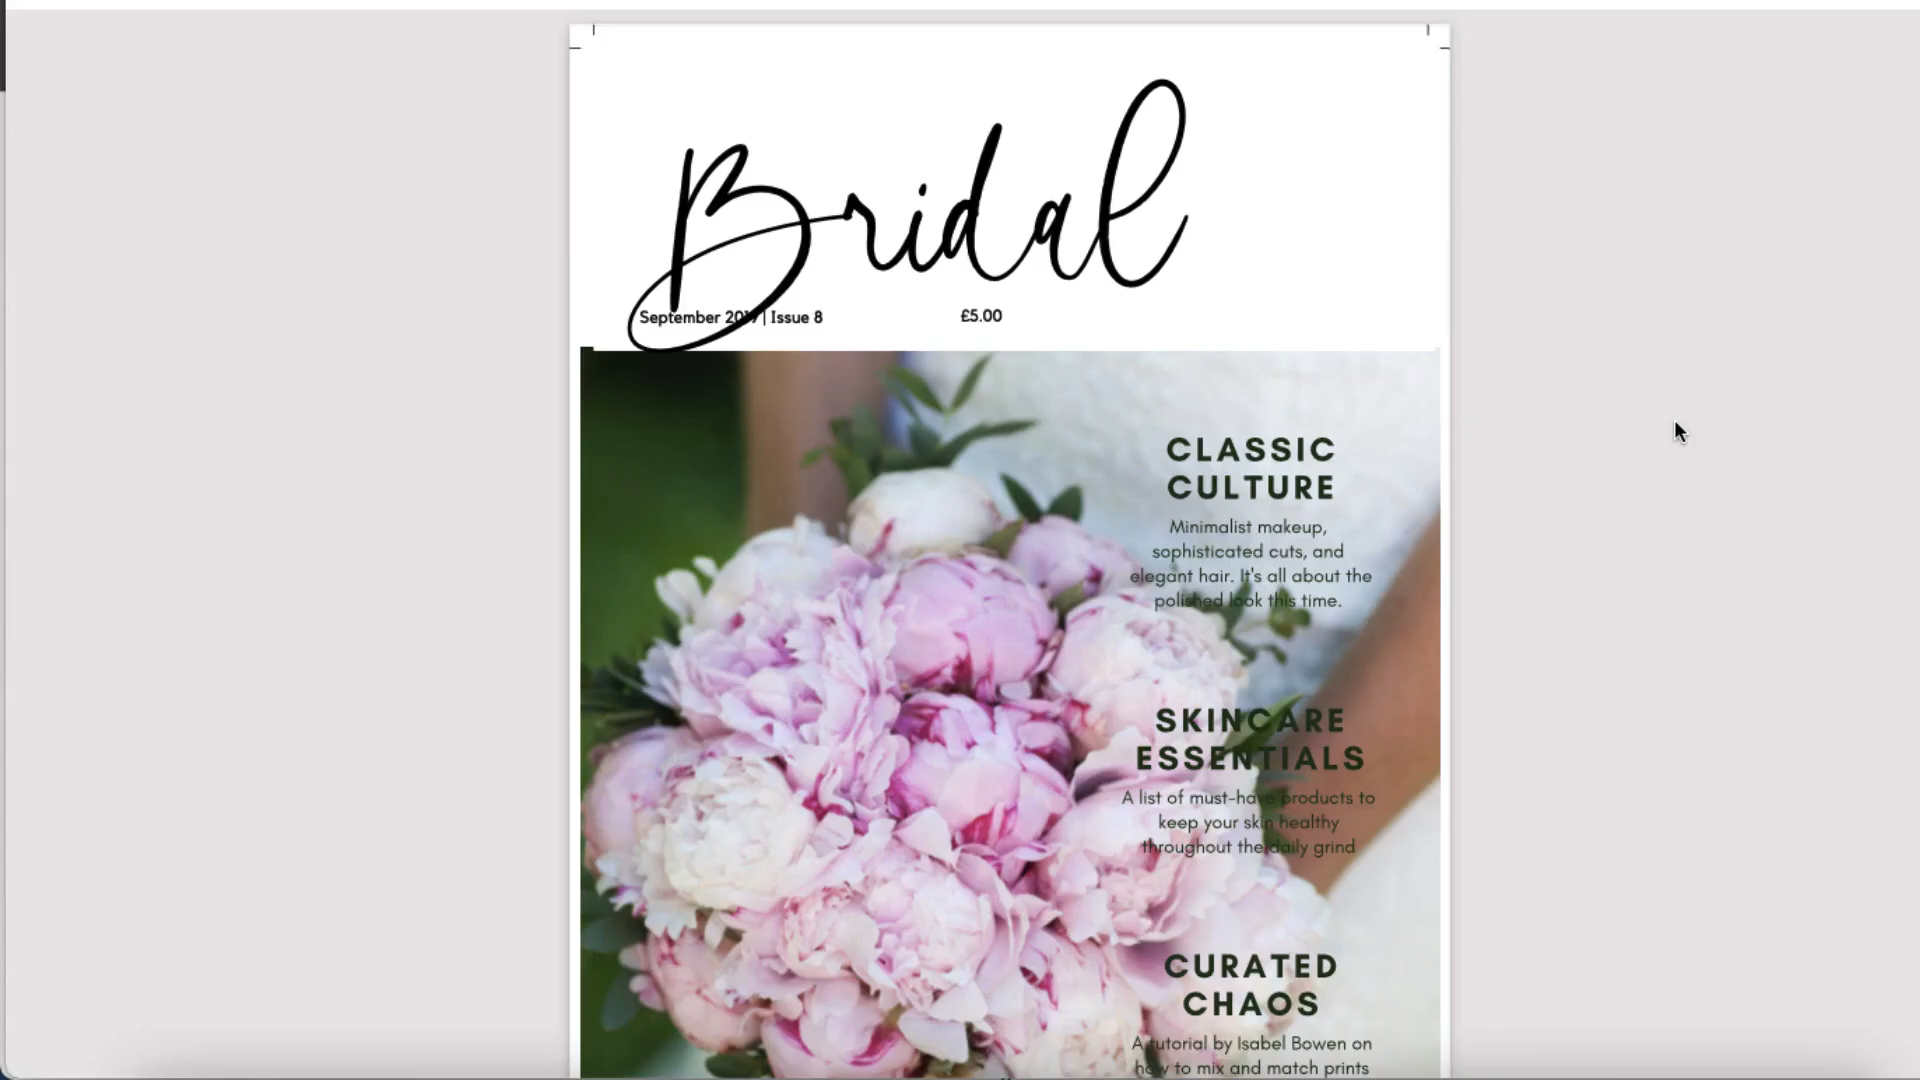 Bridal
September 2019 | Issue 8
£5.00
CLASSIC
CULTURE
Minimalist makeup,
sophisticated cuts, and
elegant hair. It's all about the
polished look this time.
SKINCARE
ESSENTIALS
A list of must-have products to
keep your skin healthy
throughout the daily grind
CURATED
CHAOS
A tutorial by Isabel Bowen on
how to mix and match prints